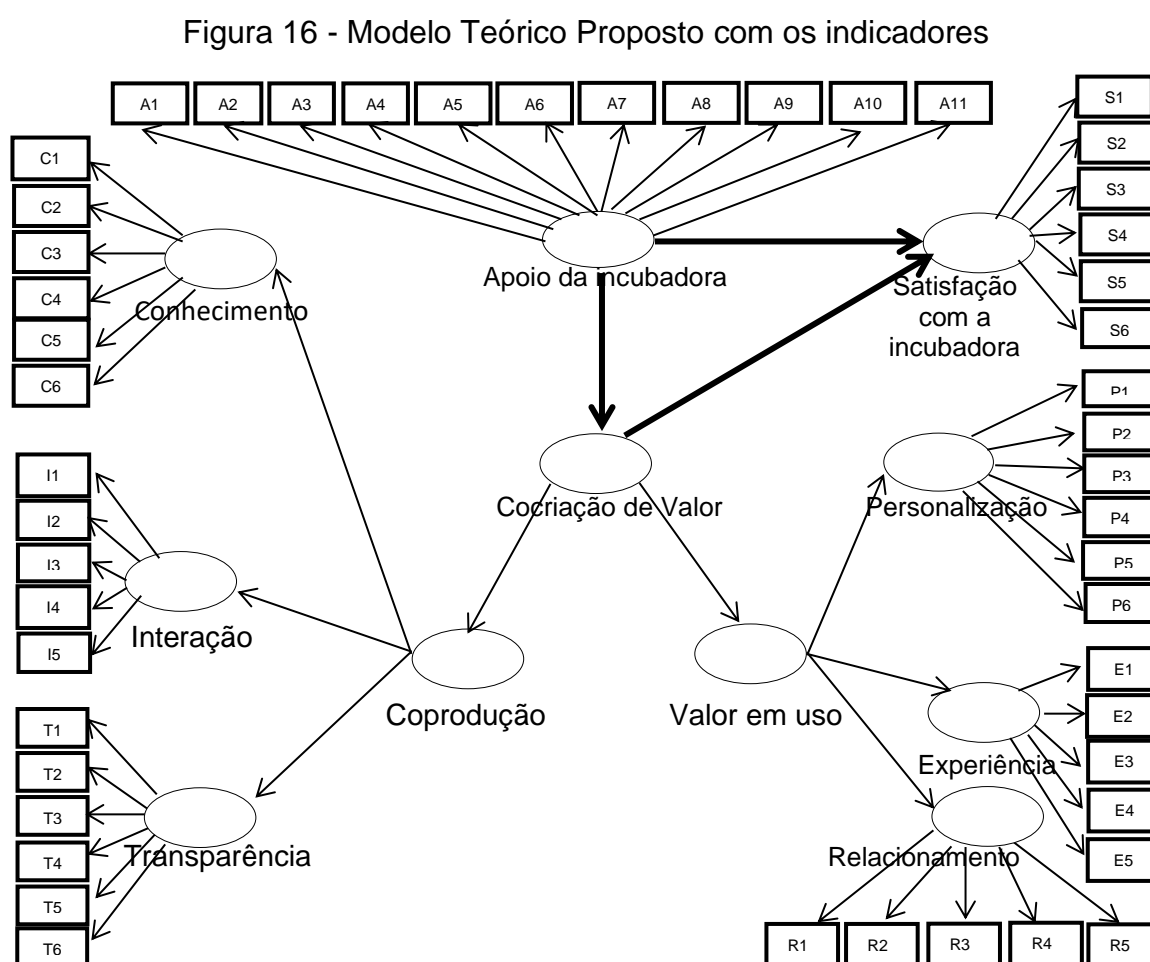 Figura 16 - Modelo Teórico Proposto com os indicadores
A1 A2 A3 A4 A5 A6 A7 A8 A9 A10 A11
C1
C2
C3
C4
C5
C6
Conhecimento
Apoio da incubadora
S1
S2
S3
S4
S5
S6
Satisfação
com a
incubadora
I1
I2
I3
I4
I5
Interação
Cocriação de Valor
P1
P2
P3
P4
P5
P6
Personalização
Coprodução
Valor em uso
E1
E2
E3
E4
E5
Experiência
T1
T2
T3
T4
T5
T6
Transparência
Relacionamento
R1 R2 R3 R4 R5